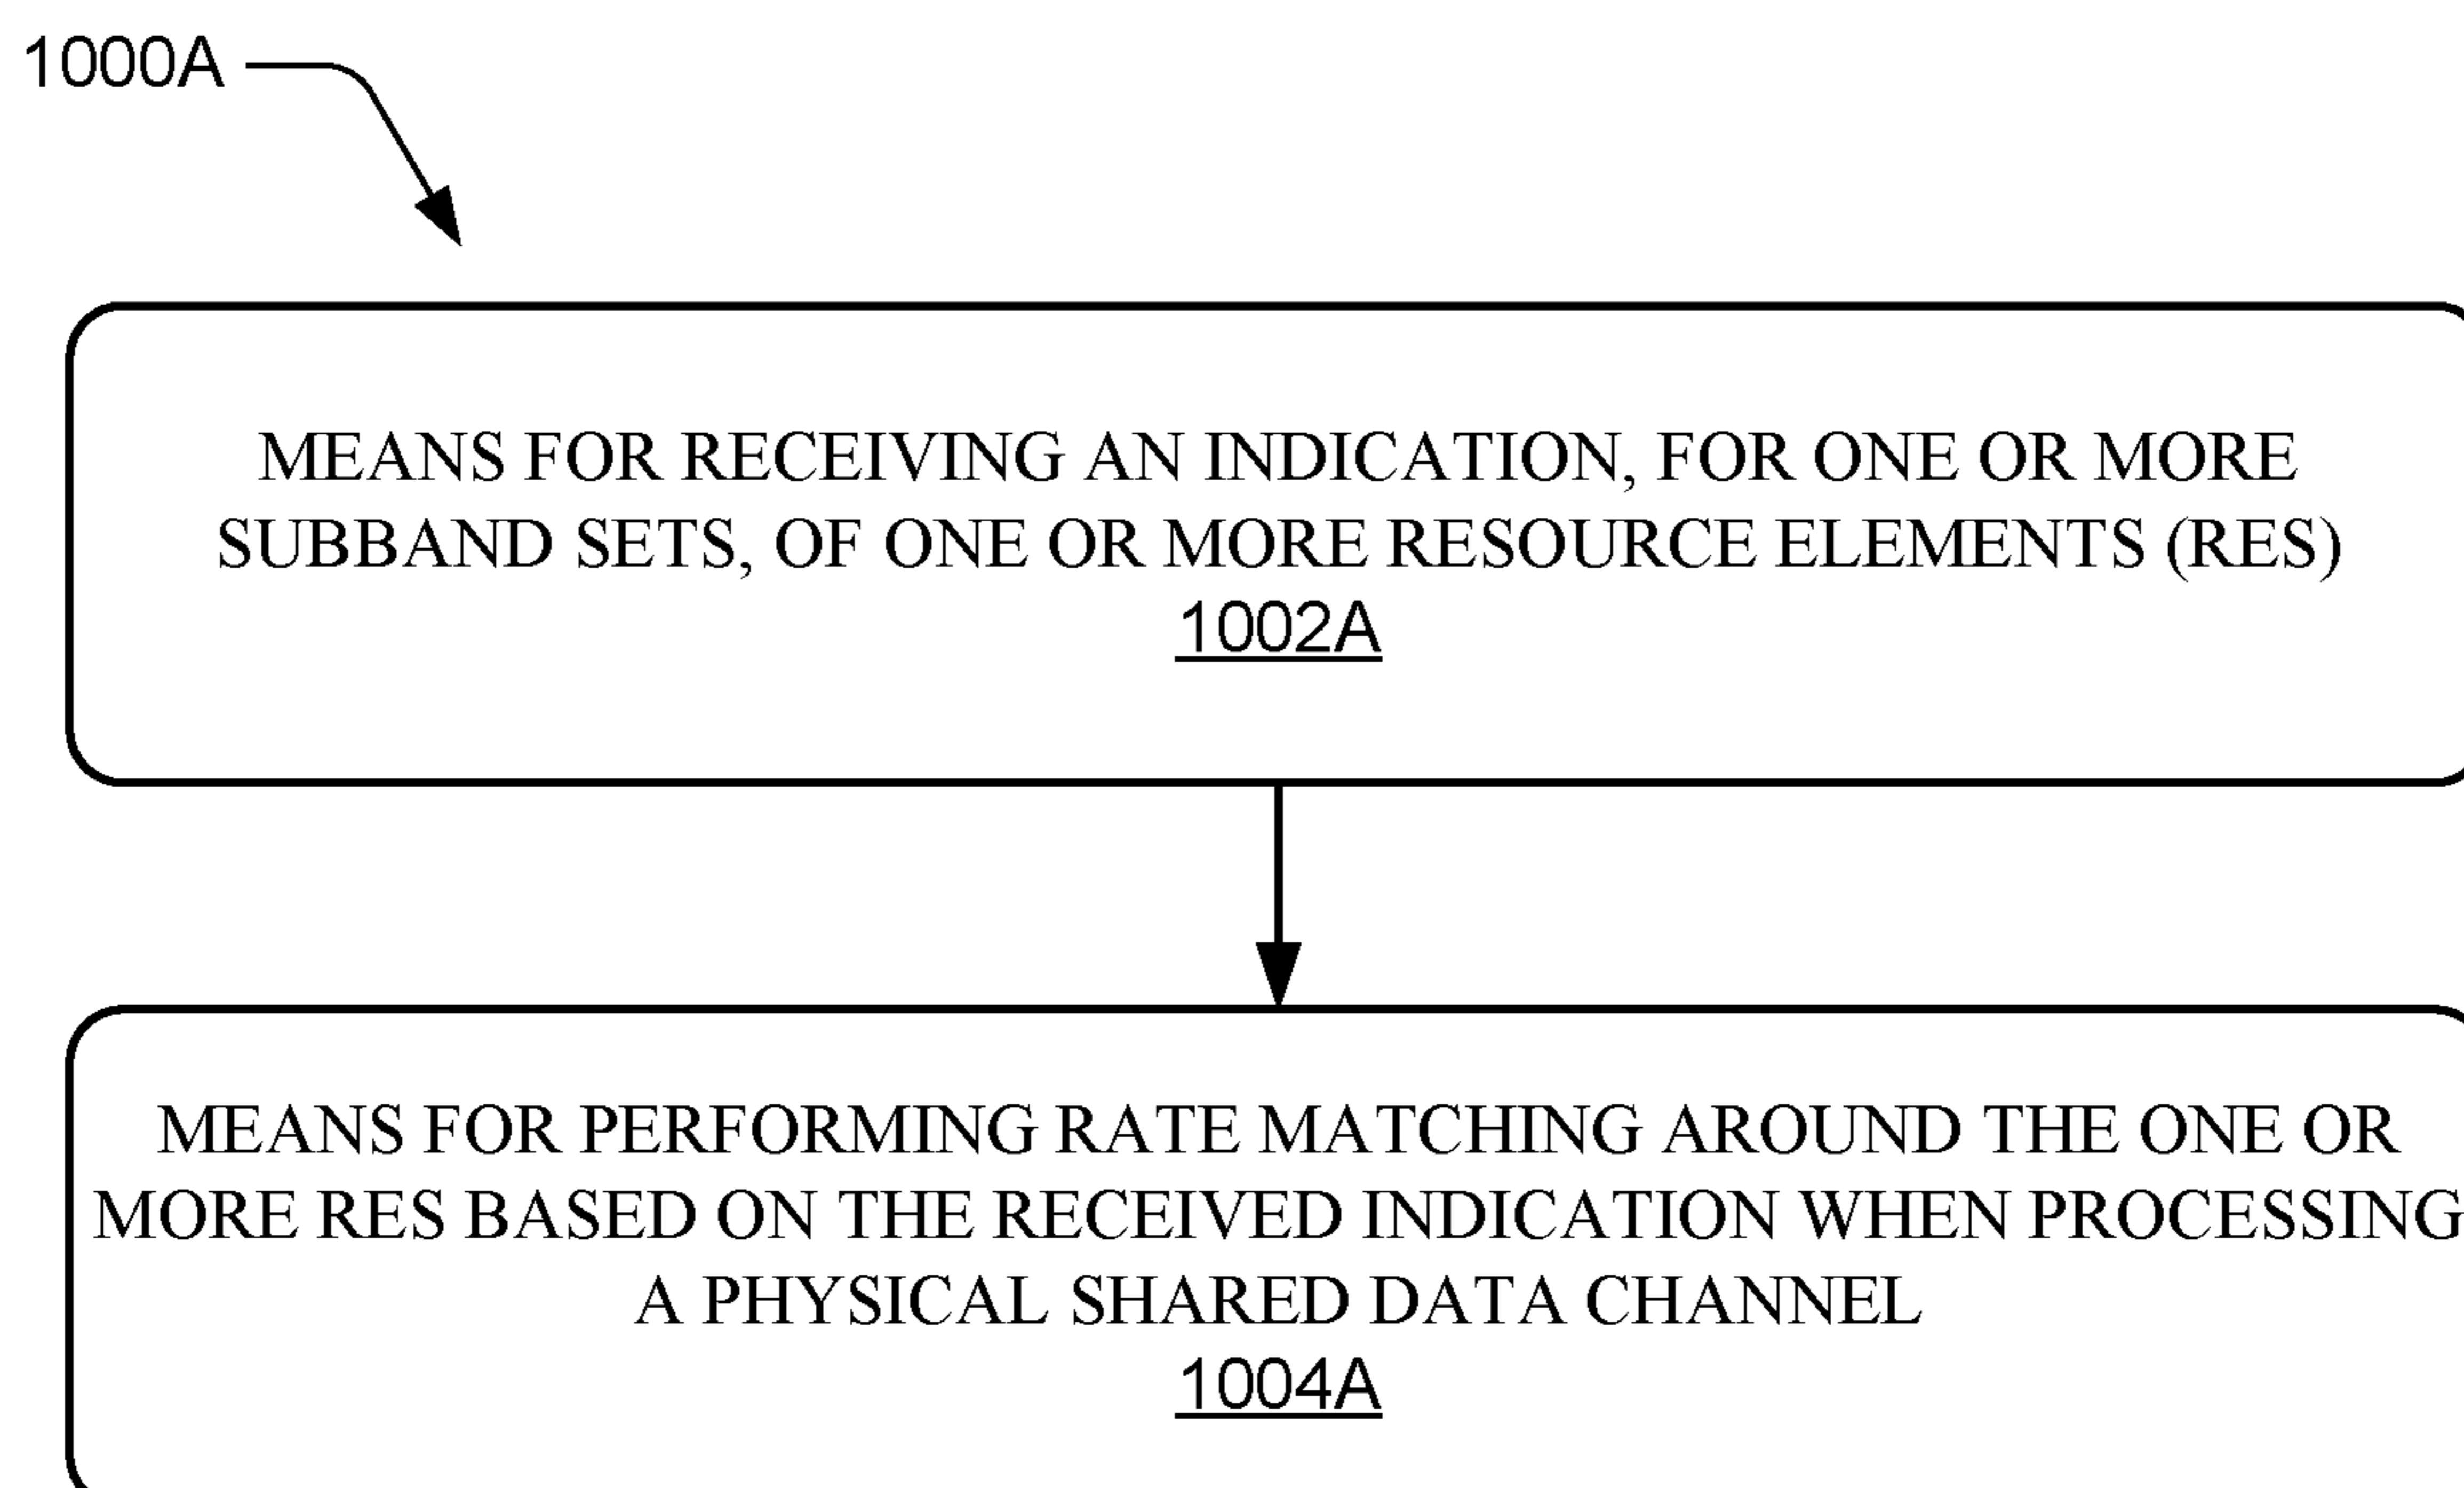 1000A
MEANS FOR RECEIVING AN INDICATION, FOR ONE OR MORE
SUBBAND SETS, OF ONE OR MORE RESOURCE ELEMENTS (RES)
1002A
MEANS FOR PERFORMING RATE MATCHING AROUND THE ONE OR
MORE RES BASED ON THE RECEIVED INDICATION WHEN PROCESSING
A PHYSICAL SHARED DATA CHANNEL
1004A